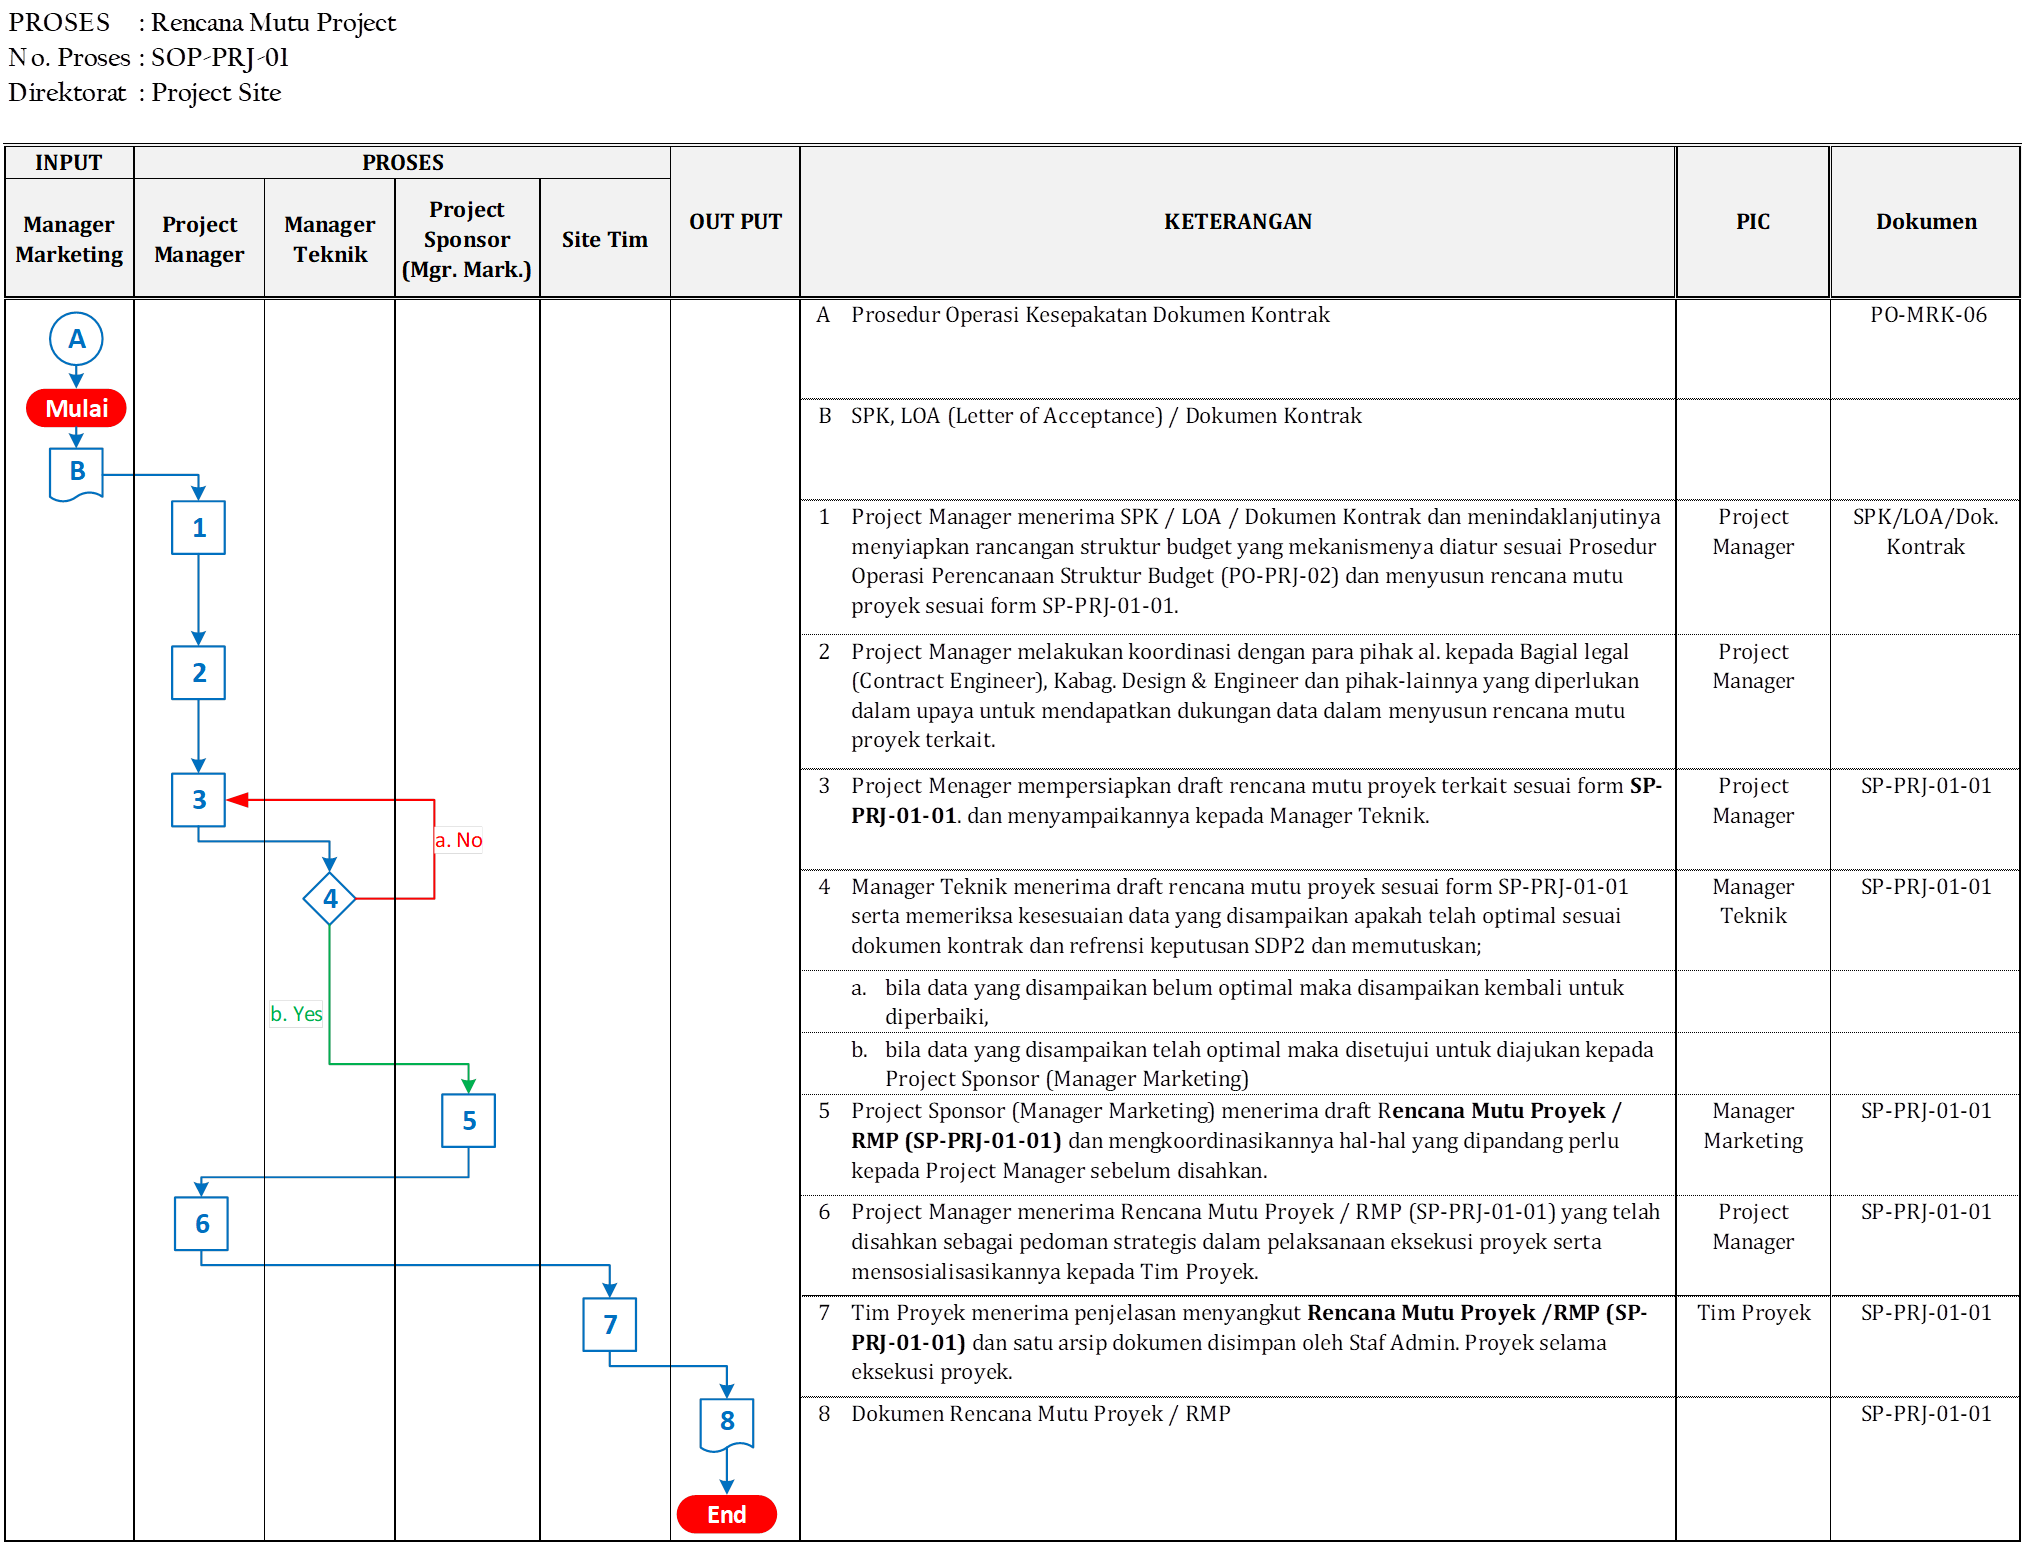 PROSES : Rencana Mutu Project
No. Proses : SOP-PRJ-01
Direktorat : Project Site
INPUT
PROSES
OUT PUT
KETERANGAN
PIC
Dokumen
Manager
Marketing
Project
Manager
Manager
Teknik
Project
Sponsor
(Mgr. Mark.)
Site Tim
A
Mulai
B
1
2
3
a. No
4
b. Yes
5
6
7
8
End
A Prosedur Operasi Kesepakatan Dokumen Kontrak
PO-MRK-06
B SPK, LOA (Letter of Acceptance) / Dokumen Kontrak
1 Project Manager menerima SPK / LOA / Dokumen Kontrak dan menindaklanjutinya
menyiapkan rancangan struktur budget yang mekanismenya diatur sesuai Prosedur
Operasi Perencanaan Struktur Budget (PO-PRJ-02) dan menyusun rencana mutu
proyek sesuai form SP-PRJ-01-01.
Project
Manager
SPK/LOA/Dok.
Kontrak
2 Project Manager melakukan koordinasi dengan para pihak al. kepada Bagial legal
(Contract Engineer), Kabag. Design & Engineer dan pihak-lainnya yang diperlukan
dalam upaya untuk mendapatkan dukungan data dalam menyusun rencana mutu
proyek terkait.
Project
Manager
3 Project Menager mempersiapkan draft rencana mutu proyek terkait sesuai form SP-
PRJ-01-01. dan menyampaikannya kepada Manager Teknik.
Project
Manager
SP-PRJ-01-01
4 Manager Teknik menerima draft rencana mutu proyek sesuai form SP-PRJ-01-01
serta memeriksa kesesuaian data yang disampaikan apakah telah optimal sesuai
dokumen kontrak dan refrensi keputusan SDP2 dan memutuskan;
Manager
Teknik
SP-PRJ-01-01
a. bila data yang disampaikan belum optimal maka disampaikan kembali untuk
diperbaiki,
b. bila data yang disampaikan telah optimal maka disetujui untuk diajukan kepada
Project Sponsor (Manager Marketing)
5 Project Sponsor (Manager Marketing) menerima draft Rencana Mutu Proyek /
RMP (SP-PRJ-01-01) dan mengkoordinasikannya hal-hal yang dipandang perlu
kepada Project Manager sebelum disahkan.
Manager
Marketing
SP-PRJ-01-01
6 Project Manager menerima Rencana Mutu Proyek / RMP (SP-PRJ-01-01) yang telah
disahkan sebagai pedoman strategis dalam pelaksanaan eksekusi proyek serta
mensosialisasikannya kepada Tim Proyek.
Project
Manager
SP-PRJ-01-01
7 Tim Proyek menerima penjelasan menyangkut Rencana Mutu Proyek /RMP (SP-
PRJ-01-01) dan satu arsip dokumen disimpan oleh Staf Admin. Proyek selama
eksekusi proyek.
Tim Proyek
SP-PRJ-01-01
8 Dokumen Rencana Mutu Proyek / RMP
SP-PRJ-01-01